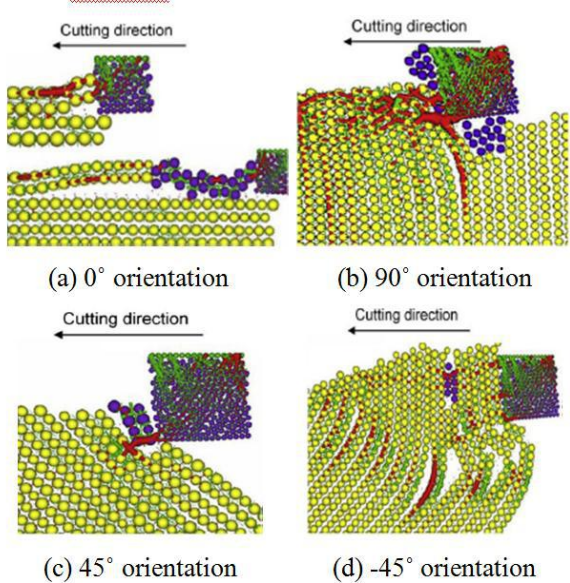 Cutting direction
Cutting direction
(a) 0˚ orientation
(b) 90˚ orientation
Cutting direction
Cutting direction
(c) 45˚ orientation
(d) -45˚ orientation